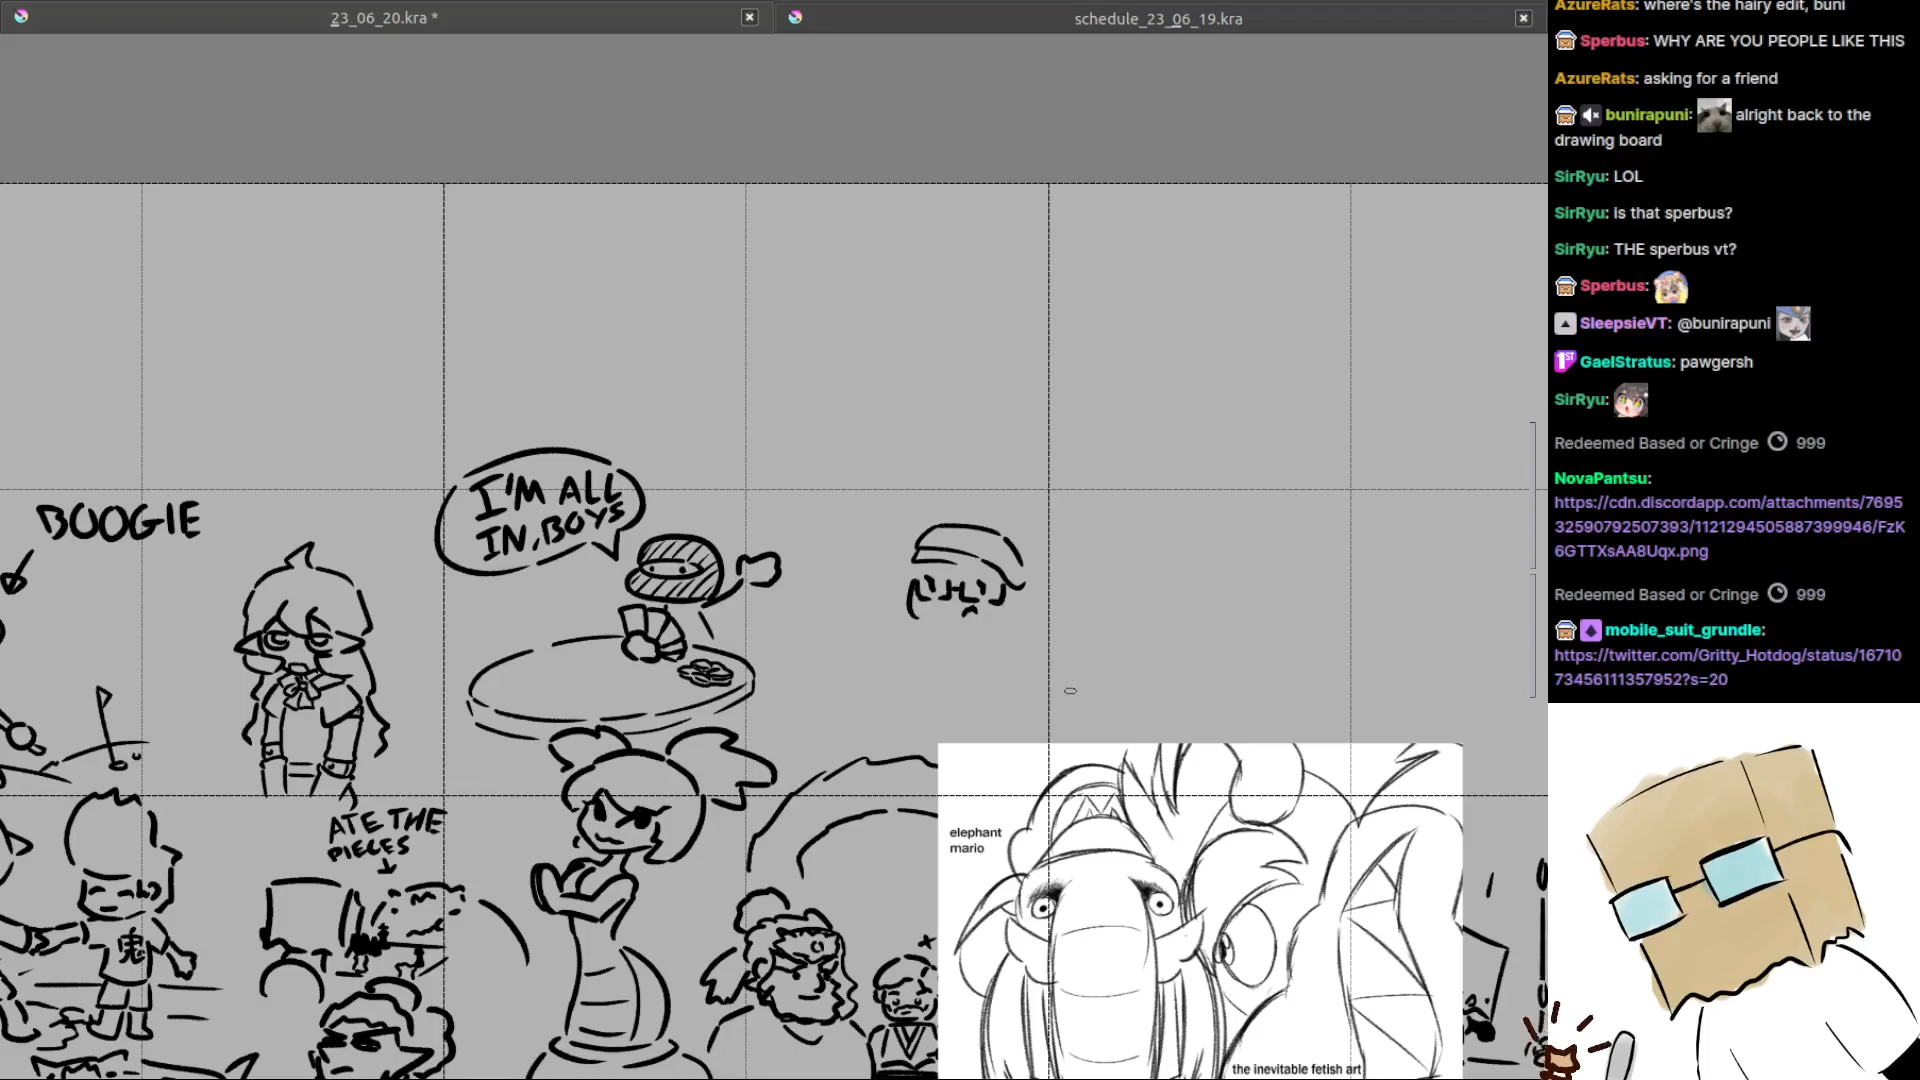 23_06_20.kra *
schedule_23_06_19.kra
BOOGIE
I'M ALL
IN, BOYS
ATE THE
PIECES
鬼
elephant
mario
the inevitable fetish art
AzureRats: where's the hairy edit, buni
Sperbus: WHY ARE YOU PEOPLE LIKE THIS
AzureRats: asking for a friend
bunirapuni: alright back to the
drawing board
SirRyu: LOL
SirRyu: is that sperbus?
SirRyu: THE sperbus vt?
Sperbus:
SleepsieVT: @bunirapuni
1ST GaelStratus: pawgersh
SirRyu:
Redeemed Based or Cringe 999
NovaPantsu:
https://cdn.discordapp.com/attachments/7695
32590792507393/1121294505887399946/FzK
6GTTXsAA8Uqx.png
Redeemed Based or Cringe 999
mobile_suit_grundle:
https://twitter.com/Gritty_Hotdog/status/16710
73456111357952?s=20